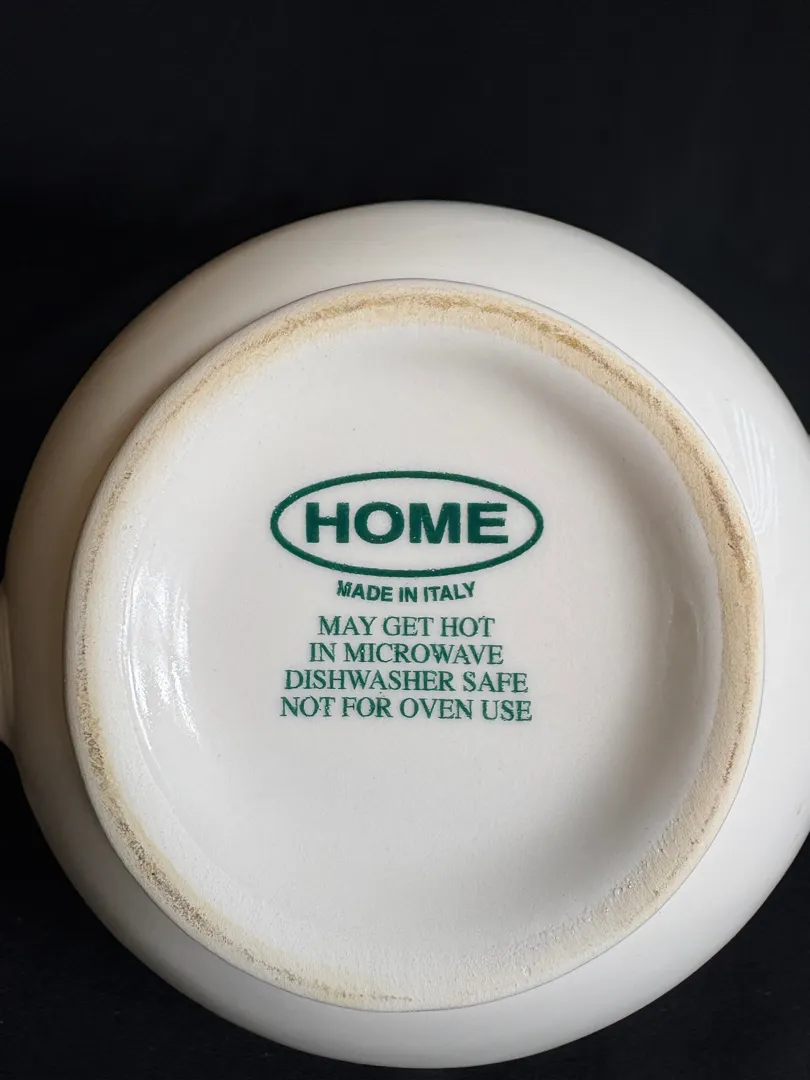 HOME
MADE IN ITALY
MAY GET HOT
IN MICROWAVE
DISHWASHER SAFE
NOT FOR OVEN USE